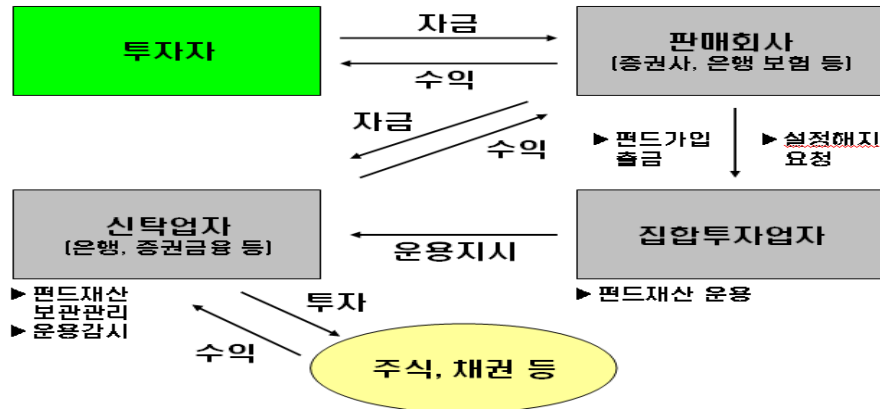 투자자
자금
수익
판매회사
(증권사, 은행 보험 등)
자금
수익
► 펀드가입
출금
► 설정해지
요청
신탁업자
(은행, 증권금융 등)
운용지시
집합투자업자
► 펀드재산
보관관리
► 운용감시
투자
수익
► 펀드재산 운용
주식, 채권 등